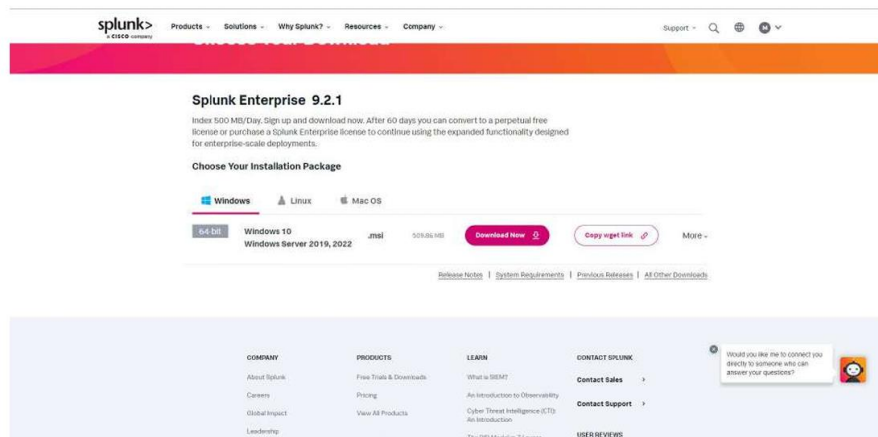 splunk>
a CISCO company
Products
Solutions
Why Splunk?
Resources
Company
Support
M
Splunk Enterprise 9.2.1
Index 500 MB/Day. Sign up and download now. After 60 days you can convert to a perpetual free
license or purchase a Splunk Enterprise license to continue using the expanded functionality designed
for enterprise-scale deployments.
Choose Your Installation Package
Windows
Linux
Mac OS
64-bit
Windows 10
Windows Server 2019, 2022
.msi
509.86 MB
Download Now
Copy wget link
More
Release Notes | System Requirements | Previous Releases | All Other Downloads
COMPANY
About Splunk
Careers
Global Impact
Leadership
PRODUCTS
Free Trials & Downloads
Pricing
View All Products
LEARN
What is SIEM?
An Introduction to Observability
Cyber Threat Intelligence (CTI):
An Introduction
CONTACT SPLUNK
Contact Sales
Contact Support
USER REVIEWS
Would you like me to connect you
directly to someone who can
answer your questions?